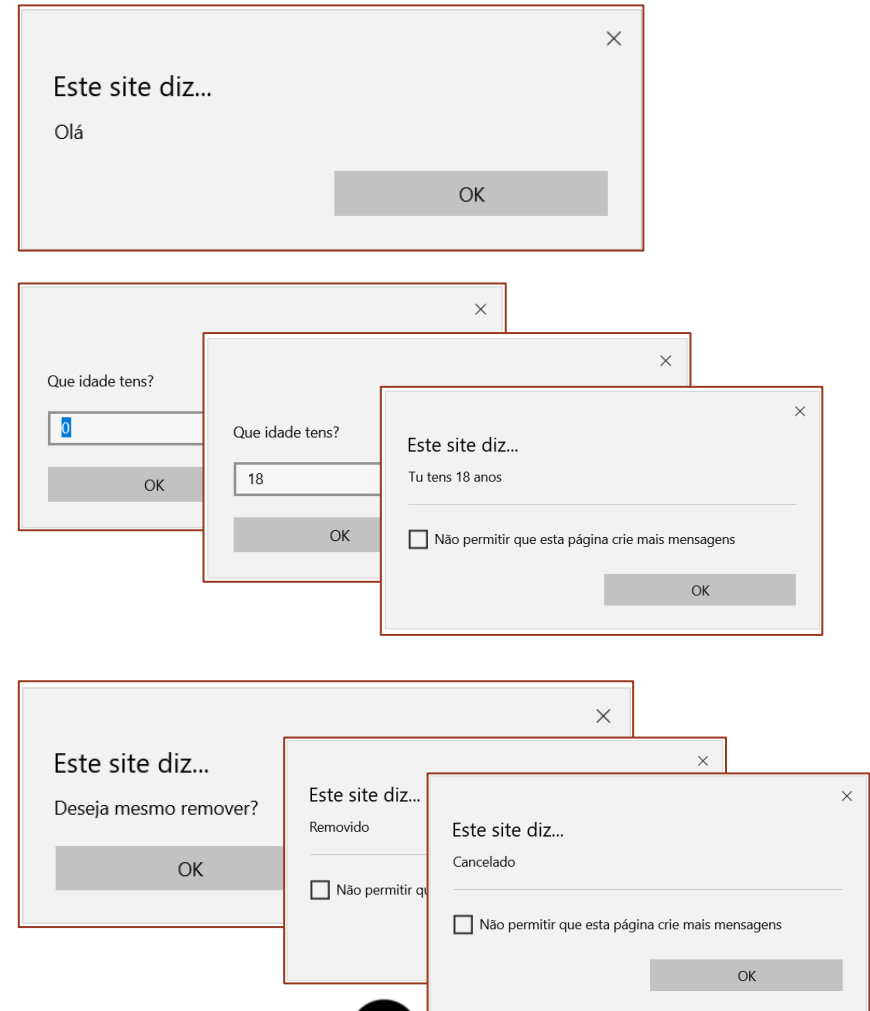 Este site diz...
Olá
OK
Que idade tens?
0
OK
Que idade tens?
18
OK
Este site diz...
Tu tens 18 anos
Não permitir que esta página crie mais mensagens
OK
Este site diz...
Deseja mesmo remover?
OK
Este site diz...
Removido
Não permitir
Este site diz...
Cancelado
Não permitir que esta página crie mais mensagens
OK